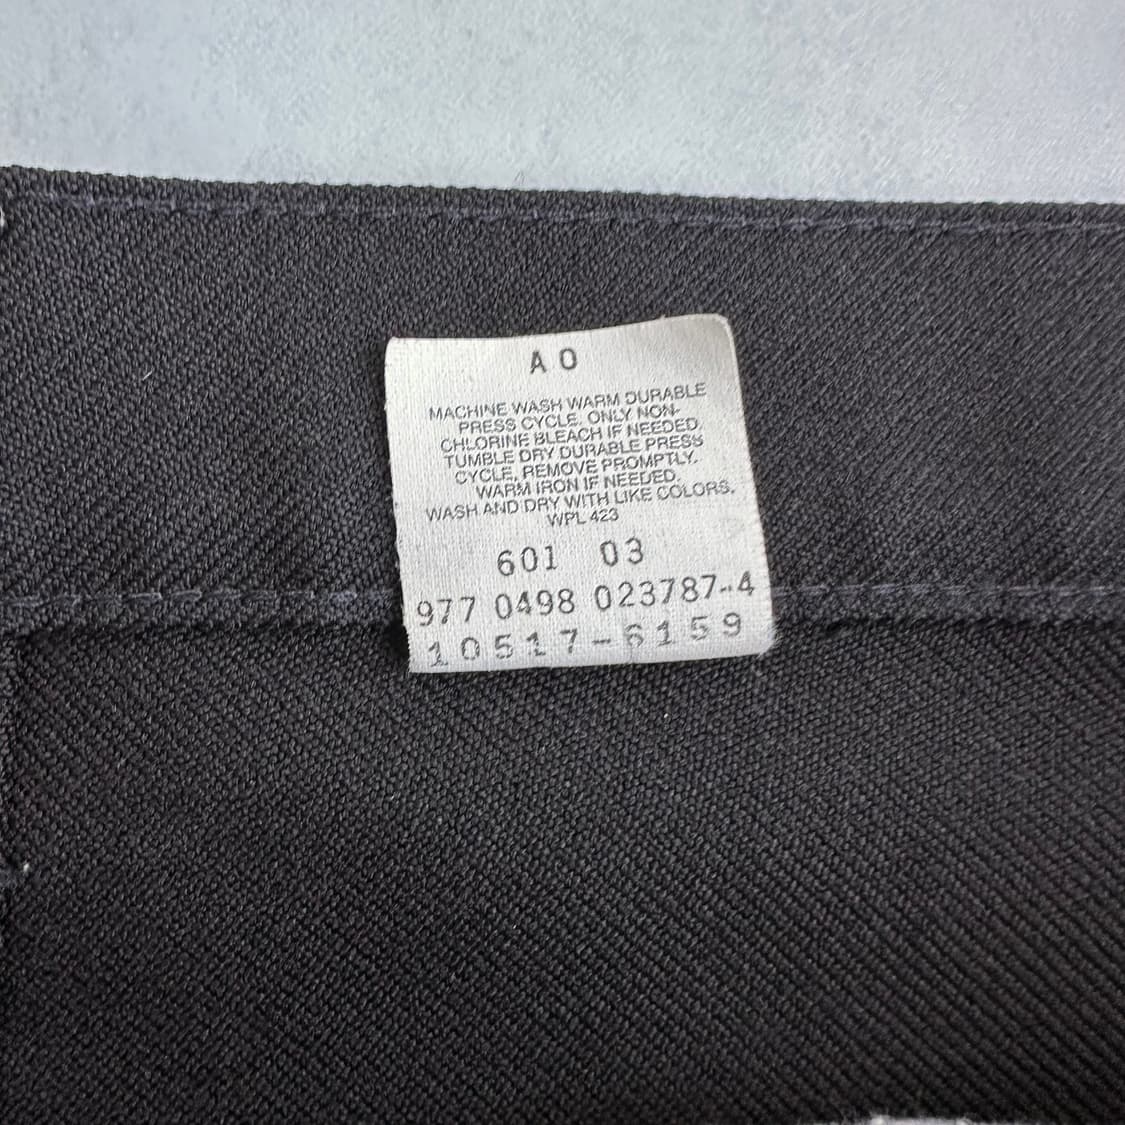 A O
MACHINE WASH WARM DURABLE
PRESS CYCLE. ONLY NON-
CHLORINE BLEACH IF NEEDED.
TUMBLE DRY DURABLE PRESS
CYCLE, REMOVE PROMPTLY.
WARM IRON IF NEEDED.
WASH AND DRY WITH LIKE COLORS.
WPL 423
601 03
977 0498 023787-4
10517-6159